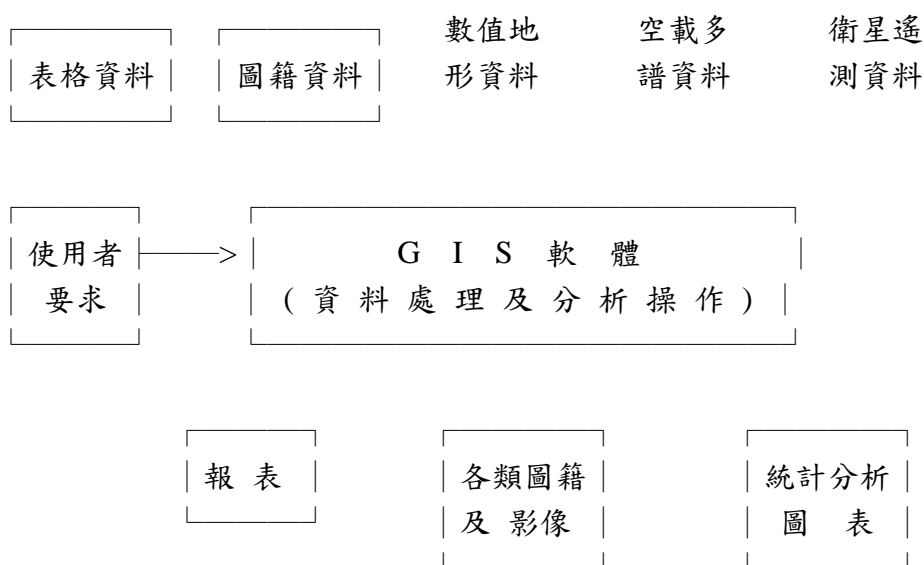 數值地 空載多 衛星遙
表格資料 圖籍資料 形資料 譜資料 測資料
使用者 G I S 軟 體
要求 ( 資 料 處 理 及 分 析 操 作 )
報 表 各類圖籍 統計分析
及 影像 圖 表